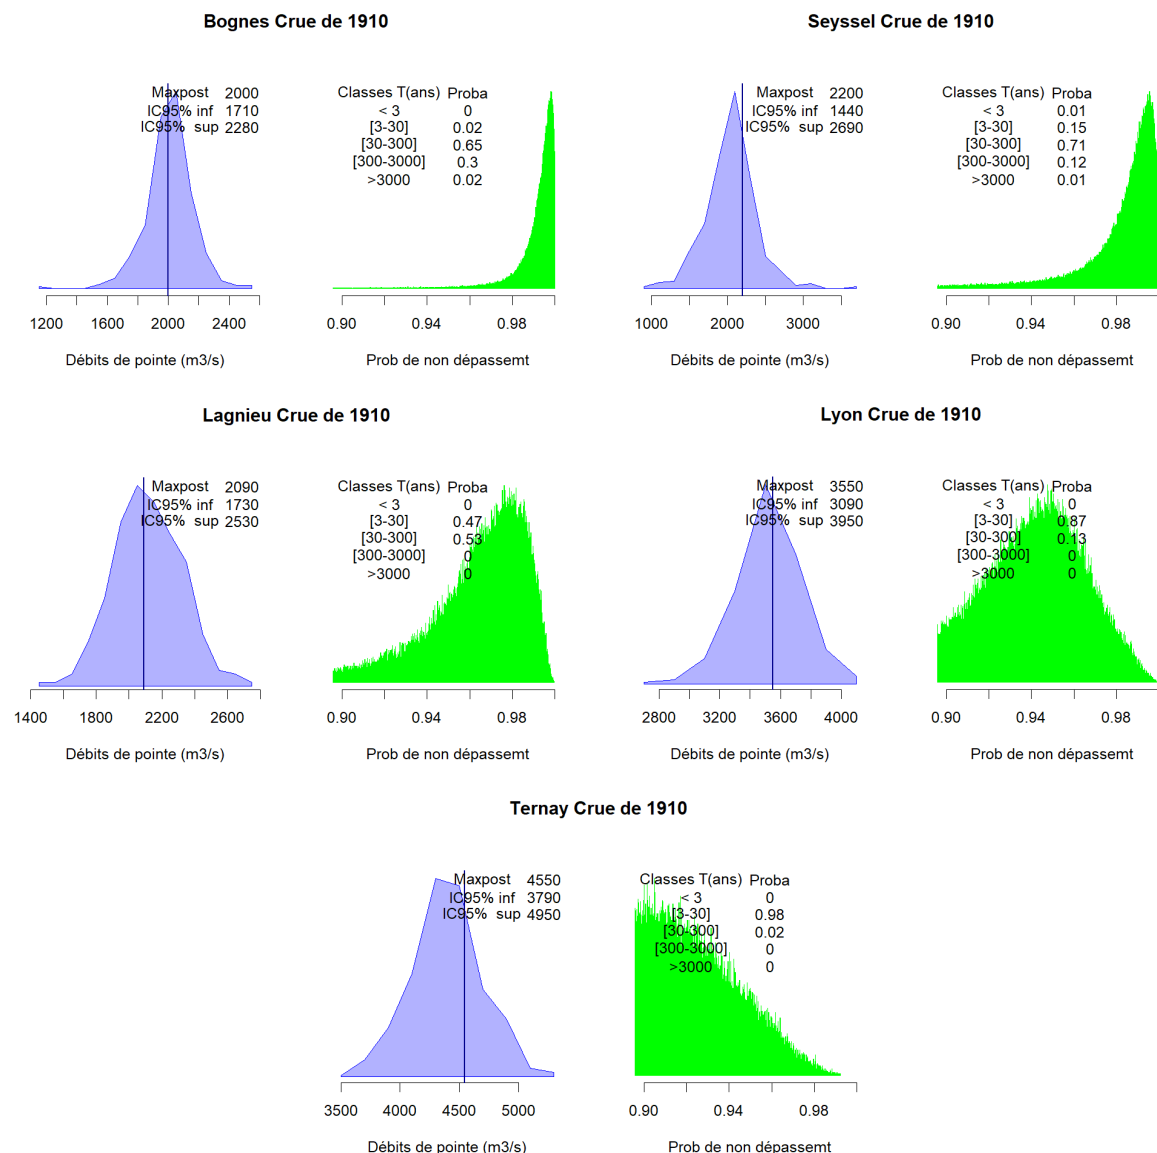 Bognes Crue de 1910
Maxpost 2000
IC95% inf 1710
IC95% sup 2280
1200 1600 2000 2400
Débits de pointe (m3/s)
Classes T(ans) Proba
< 3 0
[3-30] 0.02
[30-300] 0.65
[300-3000] 0.3
>3000 0.02
0.90 0.94 0.98
Prob de non dépassemt
Seyssel Crue de 1910
Maxpost 2200
IC95% inf 1440
IC95% sup 2690
1000 2000 3000
Débits de pointe (m3/s)
Classes T(ans) Proba
< 3 0.01
[3-30] 0.15
[30-300] 0.71
[300-3000] 0.12
>3000 0.01
0.90 0.94 0.98
Prob de non dépassemt
Lagnieu Crue de 1910
Maxpost 2090
IC95% inf 1730
IC95% sup 2530
1400 1800 2200 2600
Débits de pointe (m3/s)
Classes T(ans) Proba
< 3 0
[3-30] 0.47
[30-300] 0.53
[300-3000] 0
>3000 0
0.90 0.94 0.98
Prob de non dépassemt
Lyon Crue de 1910
Maxpost 3550
IC95% inf 3090
IC95% sup 3950
2800 3200 3600 4000
Débits de pointe (m3/s)
Classes T(ans) Proba
< 3 0
[3-30] 0.87
[30-300] 0.13
[300-3000] 0
>3000 0
0.90 0.94 0.98
Prob de non dépassemt
Ternay Crue de 1910
Maxpost 4550
IC95% inf 3790
IC95% sup 4950
3500 4000 4500 5000
Débits de pointe (m3/s)
Classes T(ans) Proba
< 3 0
[3-30] 0.98
[30-300] 0.02
[300-3000] 0
>3000 0
0.90 0.94 0.98
Prob de non dépassemt